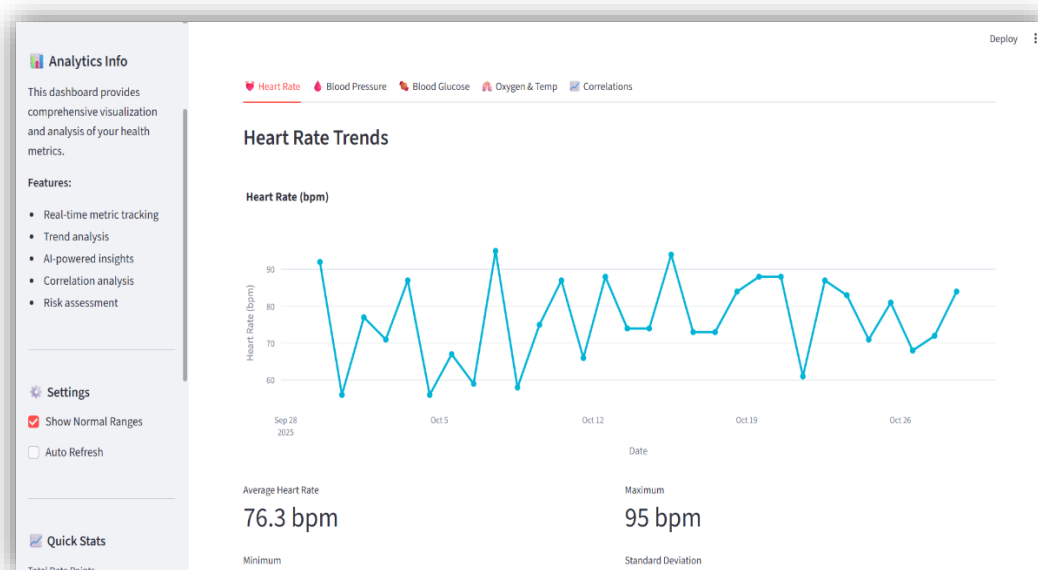 Deploy
Analytics Info
This dashboard provides
comprehensive visualization
and analysis of your health
metrics.
Features:
Real-time metric tracking
Trend analysis
AI-powered insights
Correlation analysis
Risk assessment
Settings
Show Normal Ranges
Auto Refresh
Quick Stats
Heart Rate
Blood Pressure
Blood Glucose
Oxygen & Temp
Correlations
Heart Rate Trends
Heart Rate (bpm)
Heart Rate (bpm)
90
80
70
60
Sep 28
2025
Oct 5
Oct 12
Oct 19
Oct 26
Date
Average Heart Rate
76.3 bpm
Maximum
95 bpm
Minimum
Standard Deviation